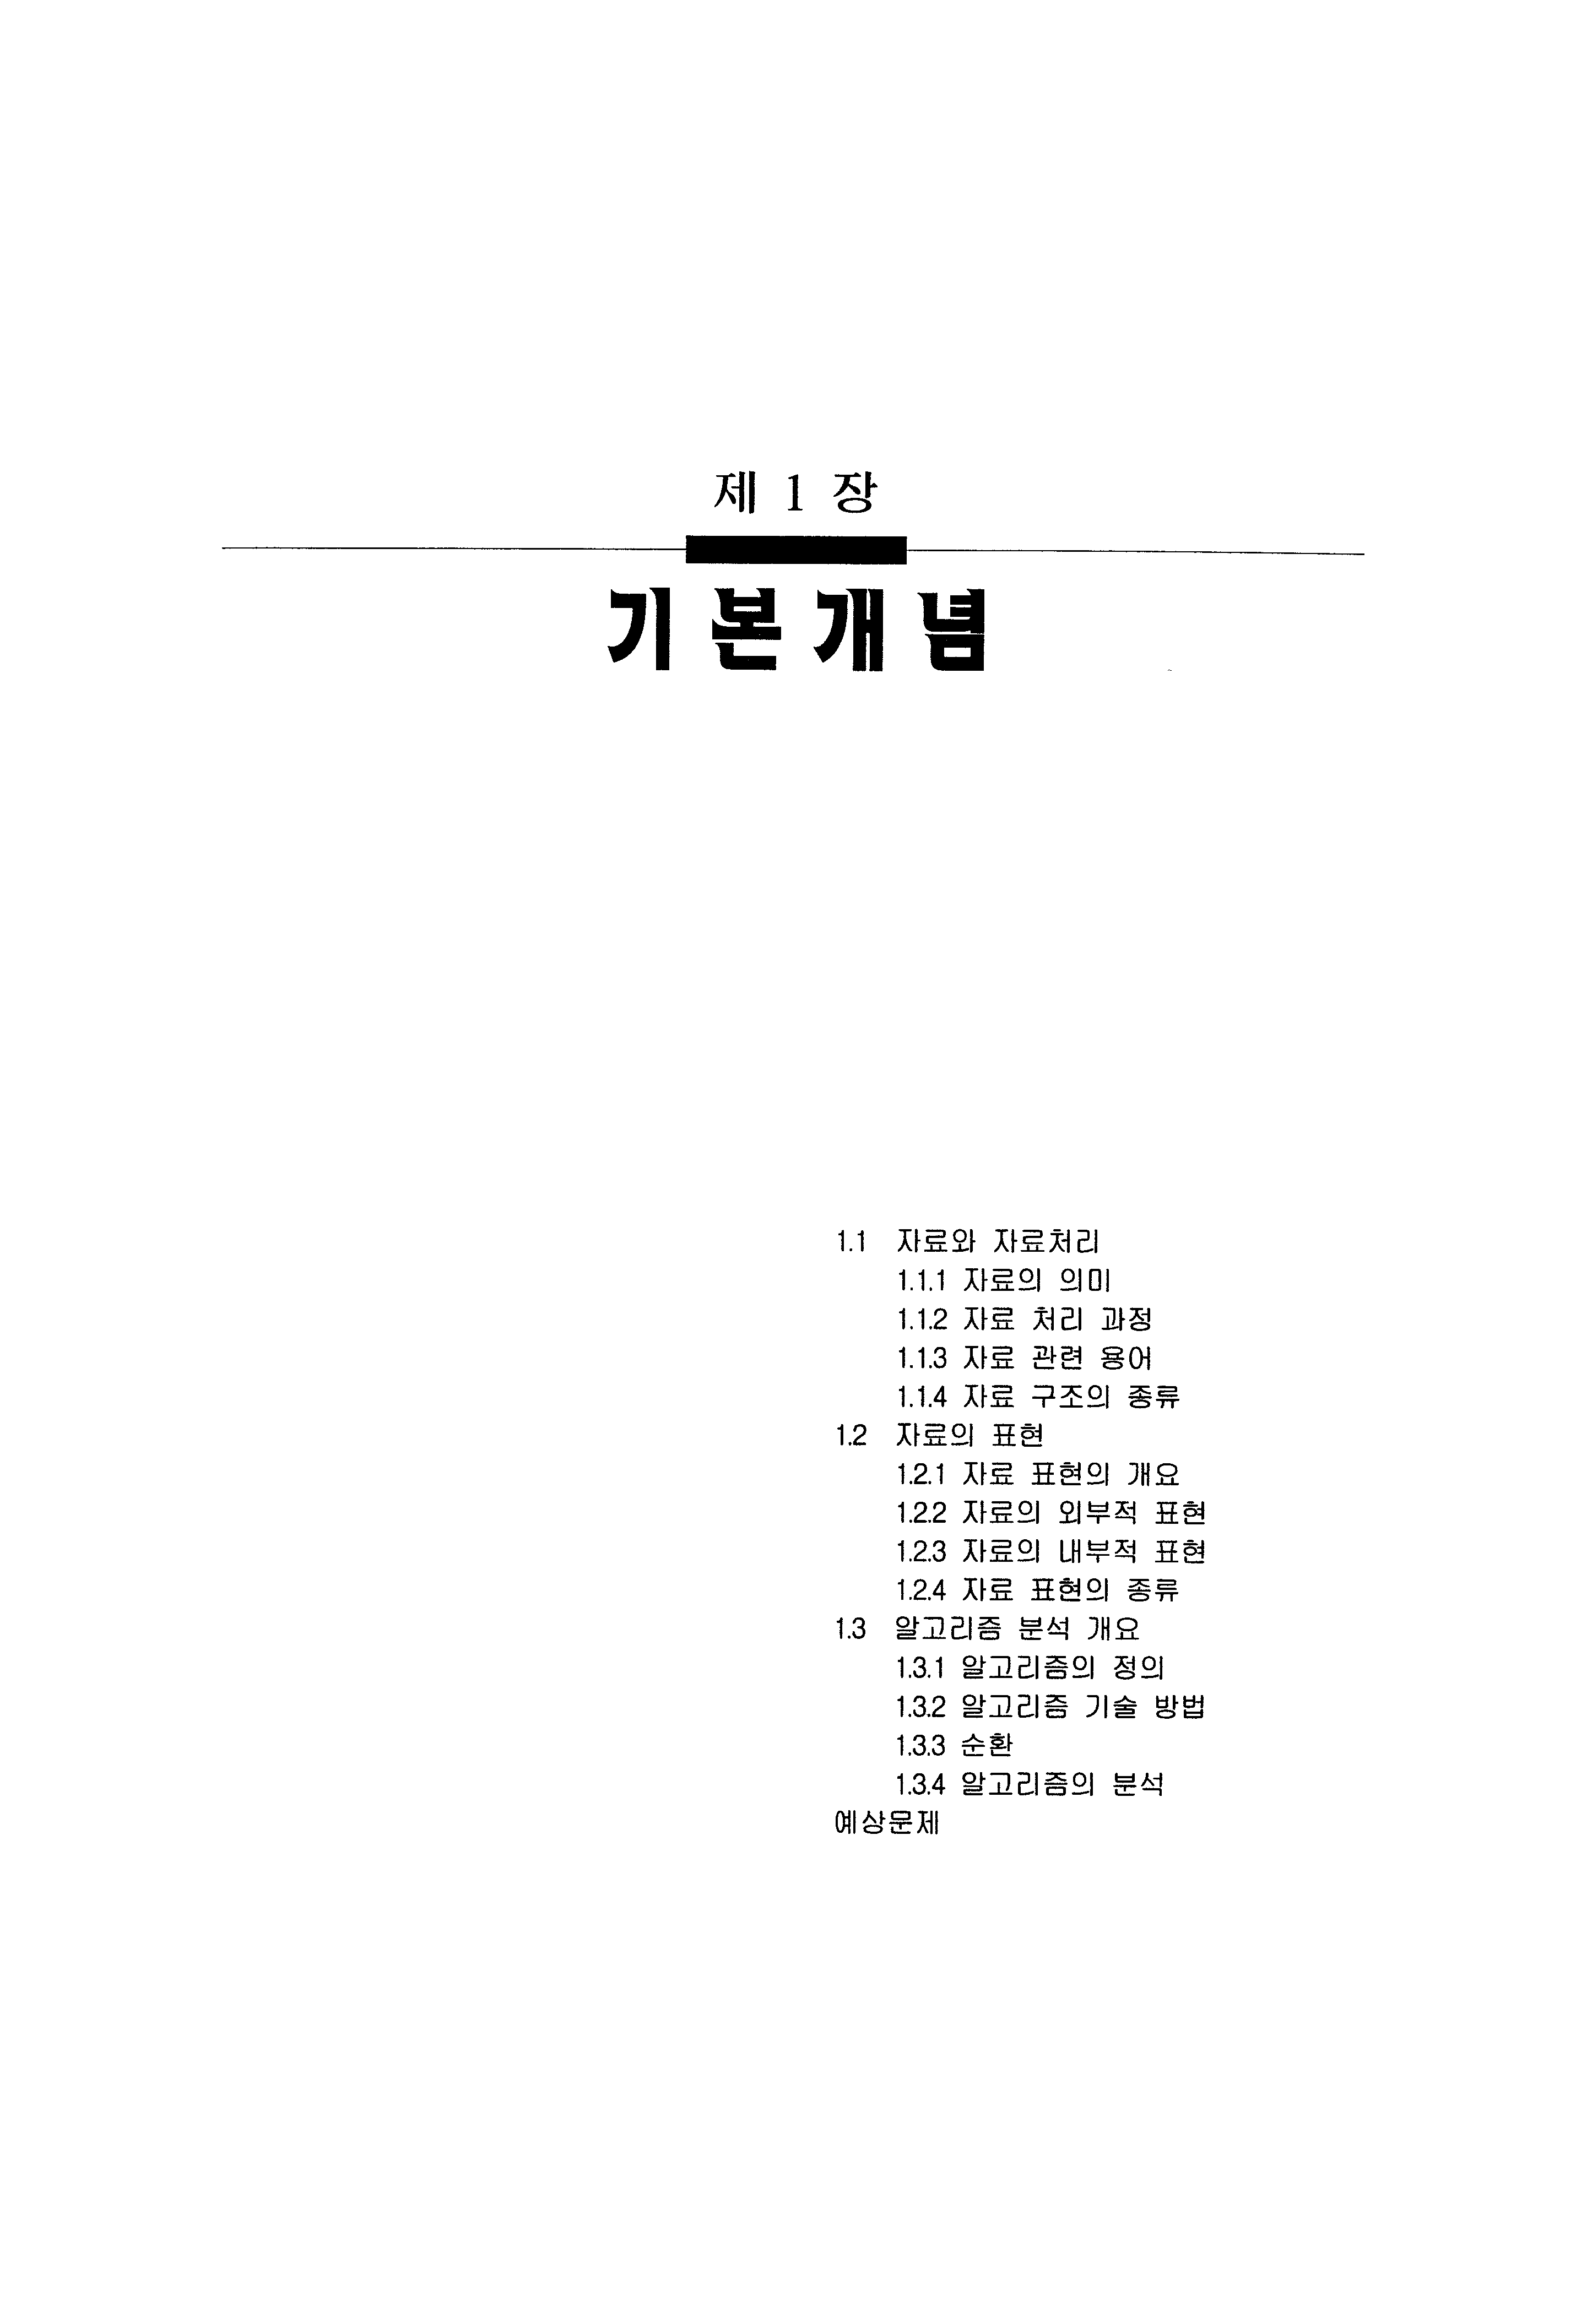 제 1 장
기본개념
1.1 자료와 자료처리
1.1.1 자료의 의미
1.1.2 자료 처리 과정
1.1.3 자료 관련 용어
1.1.4 자료 구조의 종류
1.2 자료의 표현
1.2.1 자료 표현의 개요
1.2.2 자료의 외부적 표현
1.2.3 자료의 내부적 표현
1.2.4 자료 표현의 종류
1.3 알고리즘 분석 개요
1.3.1 알고리즘의 정의
1.3.2 알고리즘 기술 방법
1.3.3 순환
1.3.4 알고리즘의 분석
예상문제